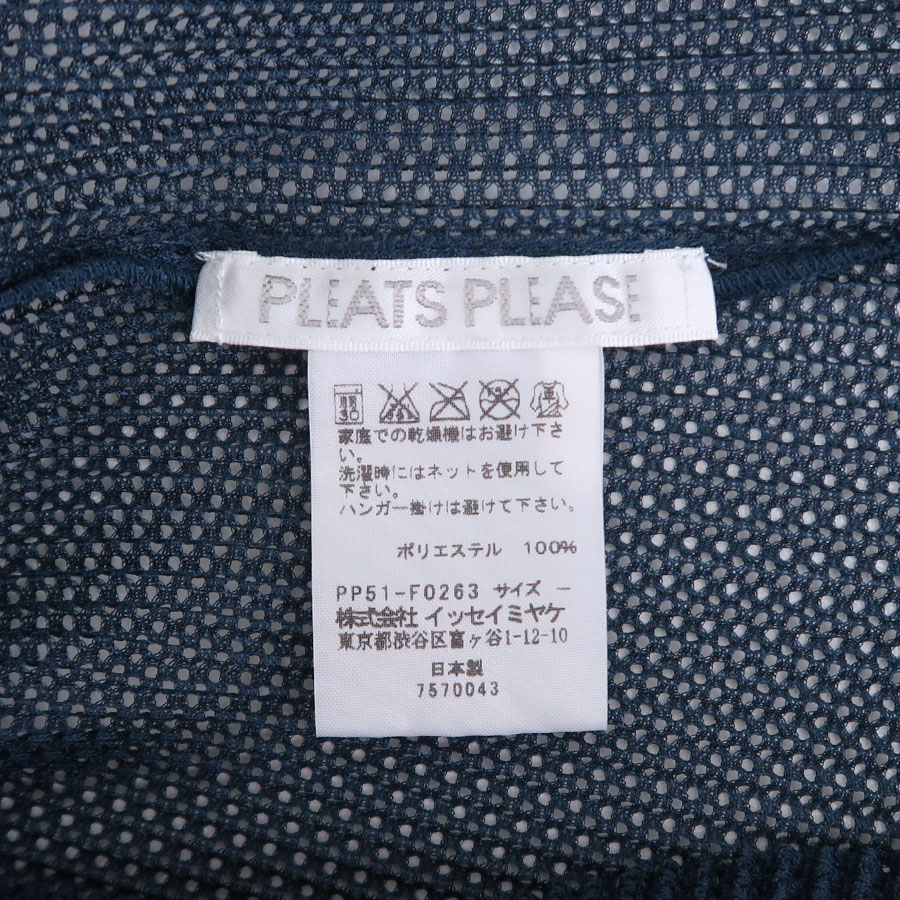 PLEATS PLEASE
家庭での乾燥機はお避け下さ
い。
洗濯時にはネットを使用して
下さい。
ハンガー掛けは避けて下さい。
ポリエステル 100%
PP51-F0263 サイズ －
株式会社イッセイミヤケ
東京都渋谷区富ヶ谷1-12-10
日本製
7570043